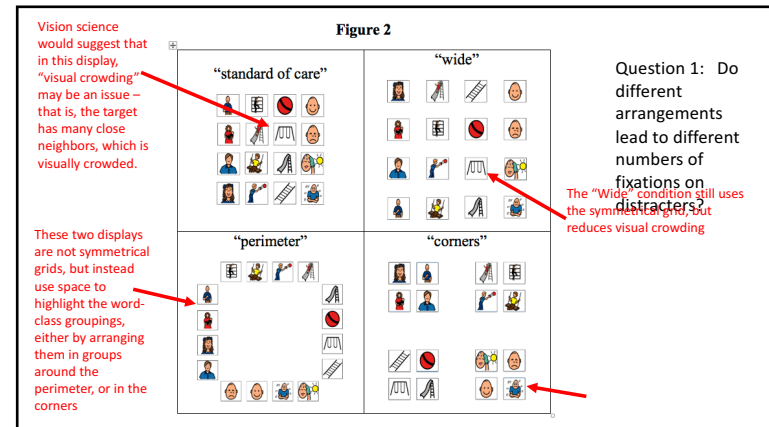 Vision science
would suggest that
in this display,
“visual crowding”
may be an issue –
that is, the target
has many close
neighbors, which is
visually crowded.
These two displays
are not symmetrical
grids, but instead
use space to
highlight the word-
class groupings,
either by arranging
them in groups
around the
perimeter, or in the
corners
Figure 2
“standard of care”
“wide”
“perimeter”
“corners”
Question 1: Do
different
arrangements
lead to different
numbers of
fixations on
distracters?
The “Wide” condition still uses
the symmetrical grid, but
reduces visual crowding